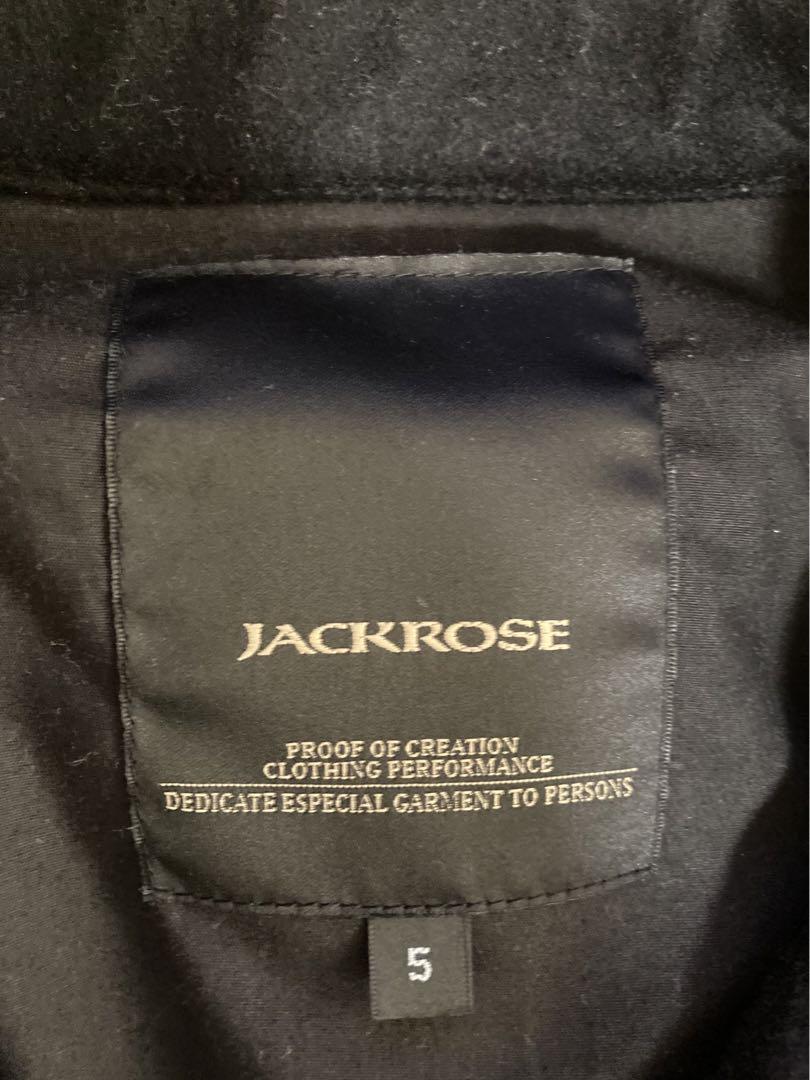 JACKROSE
PROOF OF CREATION
CLOTHING PERFORMANCE
DEDICATE ESPECIAL GARMENT TO PERSONS
5